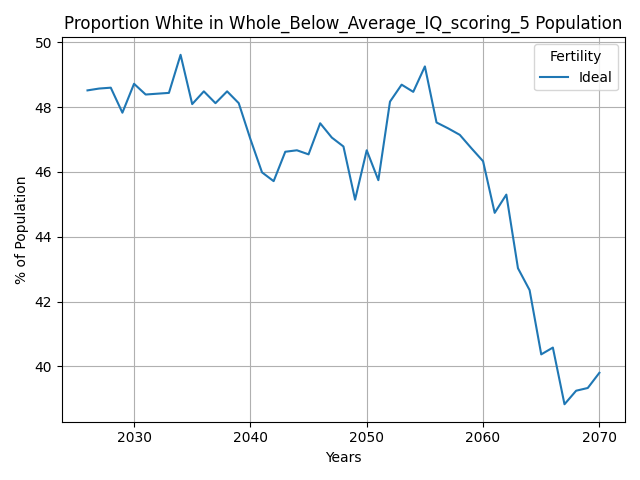 Proportion White in Whole_Below_Average_IQ_scoring_5 Population
50
48
46
44
42
40
% of Population
Fertility
Ideal
2030 2040 2050 2060 2070
Years